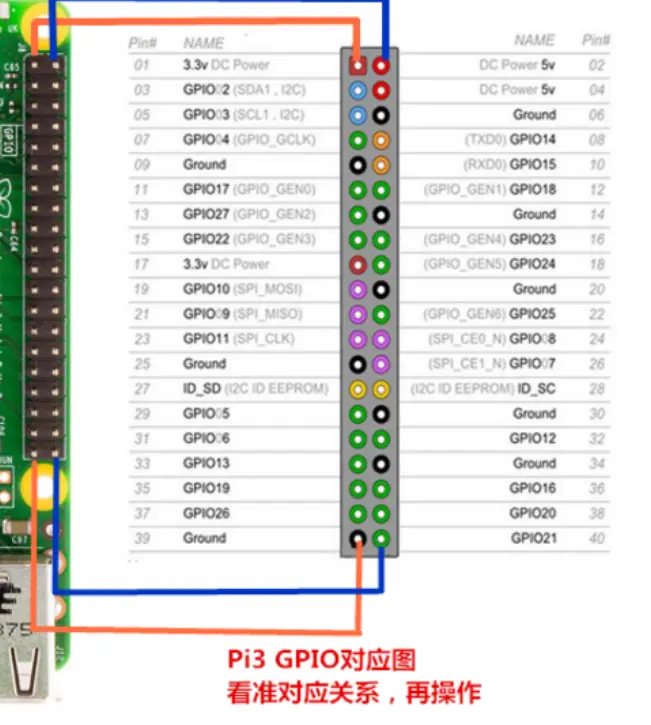 Pin# NAME NAME Pin#
01 3.3v DC Power DC Power 5v 02
03 GPIO02 (SDA1 , I2C) DC Power 5v 04
05 GPIO03 (SCL1 , I2C) Ground 06
07 GPIO04 (GPIO_GCLK) (TXD0) GPIO14 08
09 Ground (RXD0) GPIO15 10
11 GPIO17 (GPIO_GEN0) (GPIO_GEN1) GPIO18 12
13 GPIO27 (GPIO_GEN2) Ground 14
15 GPIO22 (GPIO_GEN3) (GPIO_GEN4) GPIO23 16
17 3.3v DC Power (GPIO_GEN5) GPIO24 18
19 GPIO10 (SPI_MOSI) Ground 20
21 GPIO09 (SPI_MISO) (GPIO_GEN6) GPIO25 22
23 GPIO11 (SPI_CLK) (SPI_CE0_N) GPIO08 24
25 Ground (SPI_CE1_N) GPIO07 26
27 ID_SD (I2C ID EEPROM) (I2C ID EEPROM) ID_SC 28
29 GPIO05 Ground 30
31 GPIO06 GPIO12 32
33 GPIO13 Ground 34
35 GPIO19 GPIO16 36
37 GPIO26 GPIO20 38
39 Ground GPIO21 40
Pi3 GPIO对应图
看准对应关系，再操作
J8
C65
GPIO
C64
C97
375